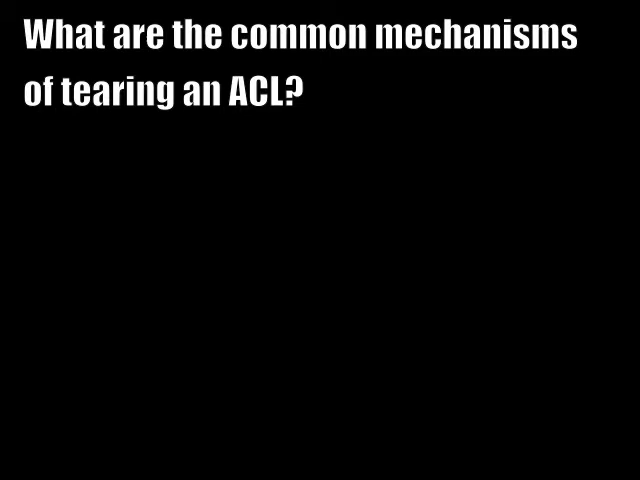 What are the common mechanisms
of tearing an ACL?